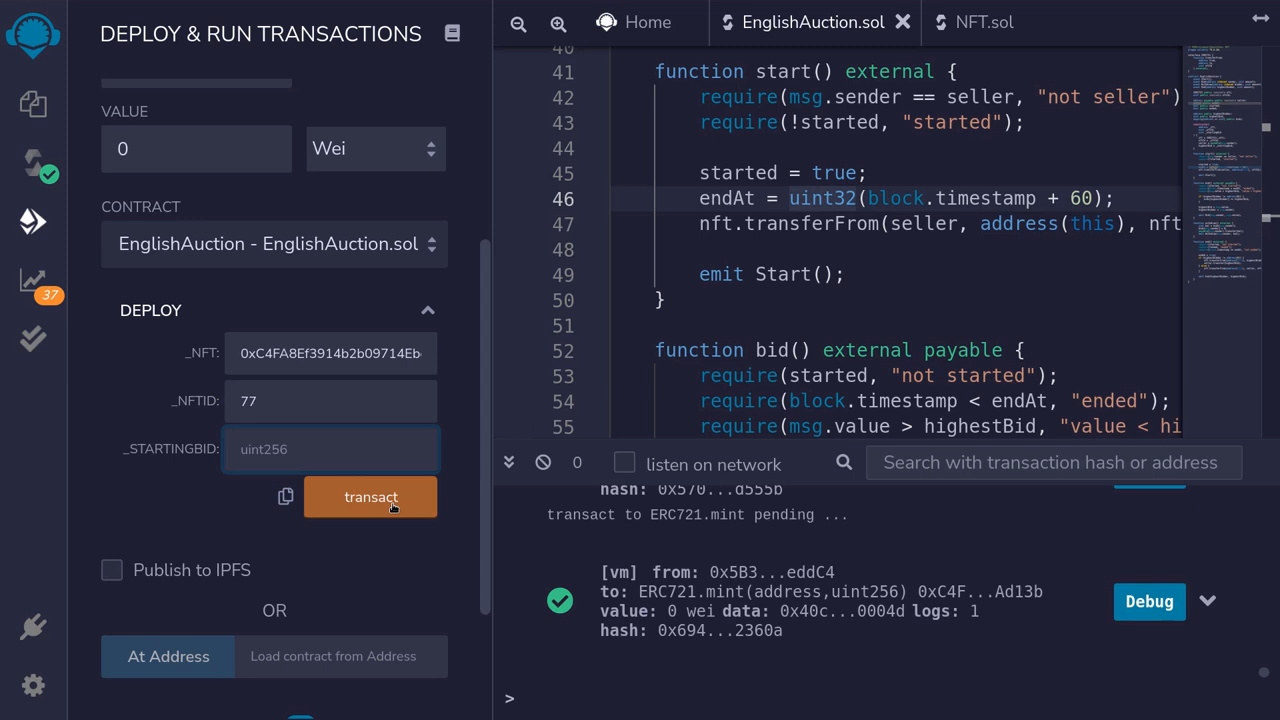 DEPLOY & RUN TRANSACTIONS
VALUE
0
Wei
CONTRACT
EnglishAuction - EnglishAuction.sol
DEPLOY
_NFT:
0xC4FA8Ef3914b2b09714Eb
_NFTID:
77
_STARTINGBID:
uint256
transact
Publish to IPFS
OR
At Address
Load contract from Address
37
Home
EnglishAuction.sol
NFT.sol
40
41 function start() external {
42 require(msg.sender == seller, "not seller")
43 require(!started, "started");
44
45 started = true;
46 endAt = uint32(block.timestamp + 60);
47 nft.transferFrom(seller, address(this), nft
48
49 emit Start();
50 }
51
52 function bid() external payable {
53 require(started, "not started");
54 require(block.timestamp < endAt, "ended");
55 require(msg.value > highestBid, "value < hi
0
listen on network
Search with transaction hash or address
hash: 0x570...d555b
transact to ERC721.mint pending ...
[vm] from: 0x5B3...eddC4
to: ERC721.mint(address,uint256) 0xC4F...Ad13b
value: 0 wei data: 0x40c...0004d logs: 1
hash: 0x694...2360a
Debug
>